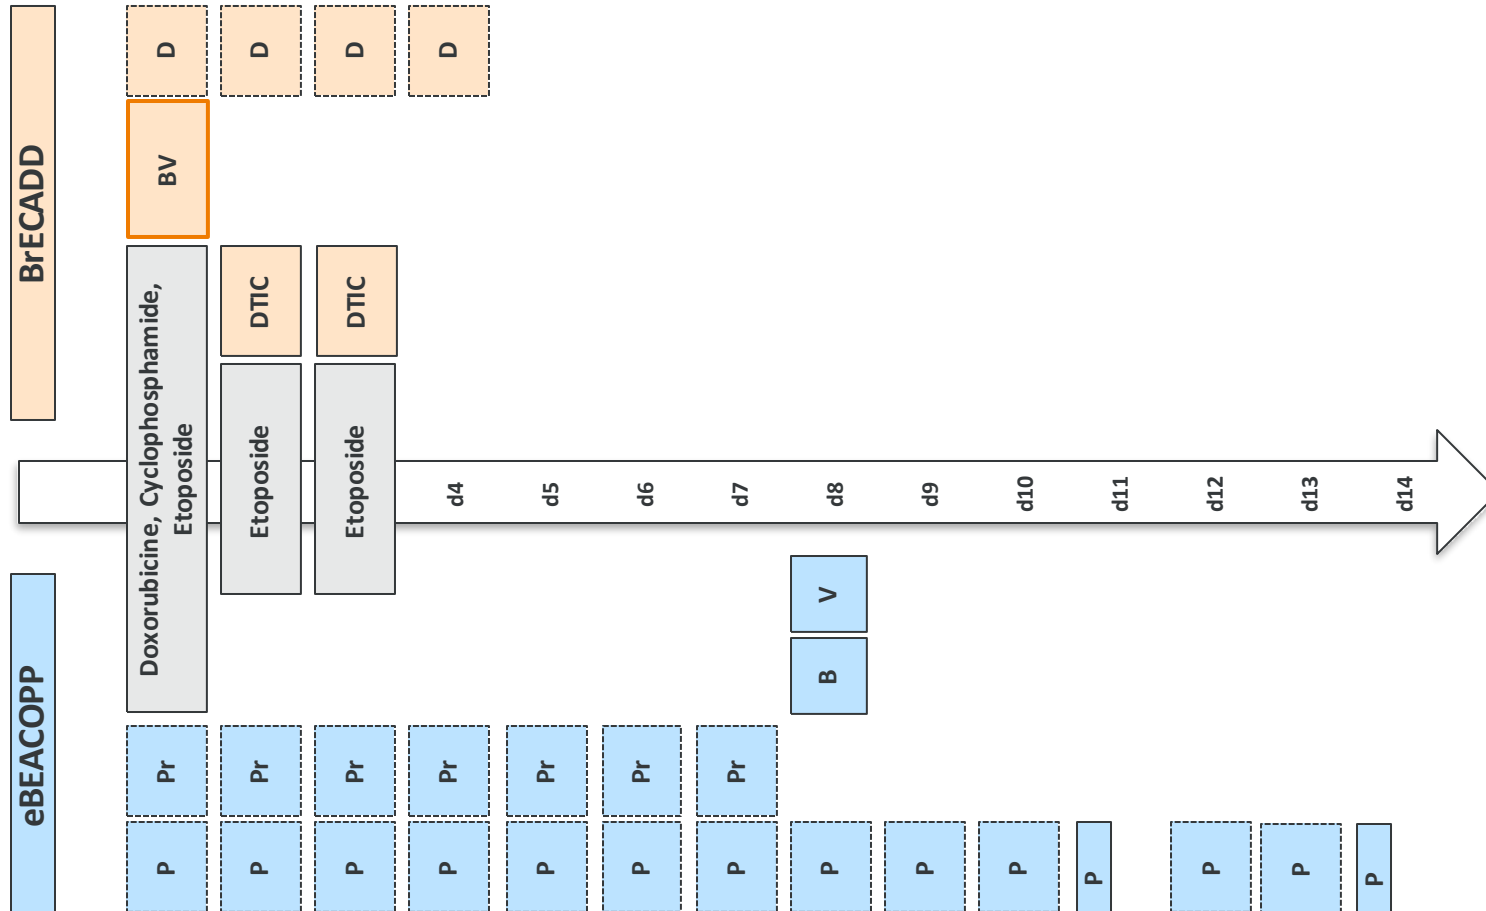 BrECADD
D
D
D
D
BV
DTIC
DTIC
Doxorubicine, Cyclophosphamide,
Etoposide
Etoposide
Etoposide
d4
d5
d6
d7
d8
d9
d10
d11
d12
d13
d14
eBEACOPP
V
B
Pr
Pr
Pr
Pr
Pr
Pr
Pr
P
P
P
P
P
P
P
P
P
P
P
P
P
P